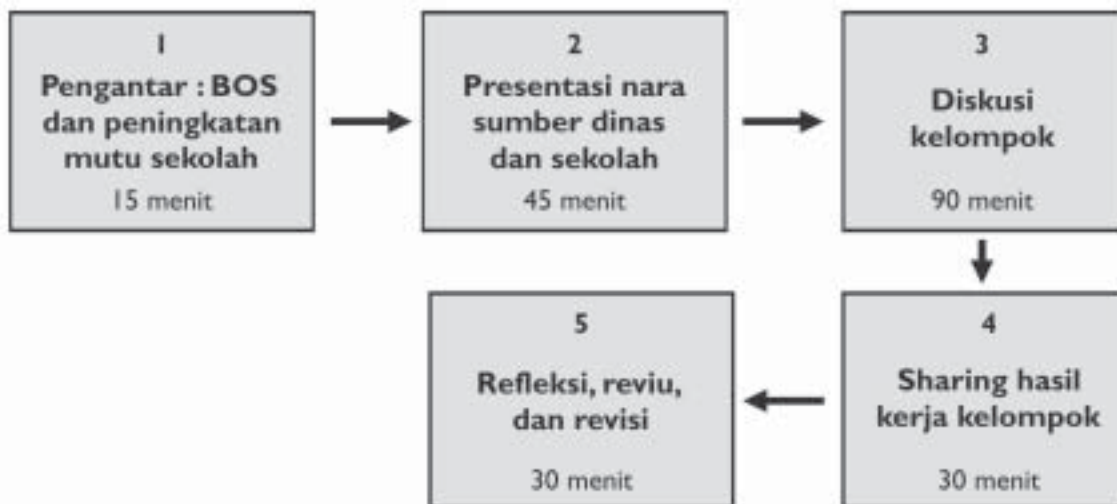 1
Pengantar : BOS
dan peningkatan
mutu sekolah
15 menit
2
Presentasi nara
sumber dinas
dan sekolah
45 menit
3
Diskusi
kelompok
90 menit
4
Sharing hasil
kerja kelompok
30 menit
5
Refleksi, reviu,
dan revisi
30 menit